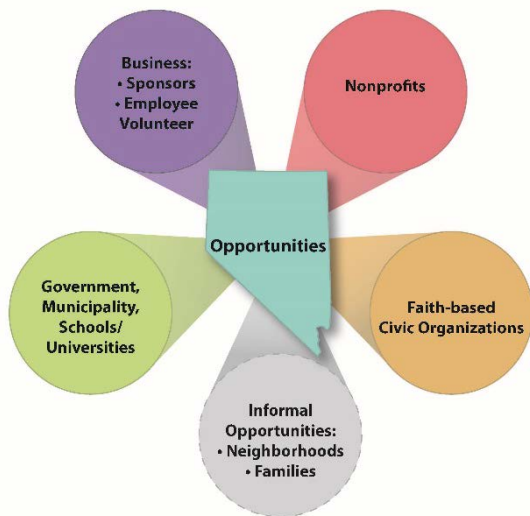 Business:
• Sponsors
• Employee
Volunteer
Nonprofits
Opportunities
Government,
Municipality,
Schools/
Universities
Faith-based
Civic Organizations
Informal
Opportunities:
• Neighborhoods
• Families